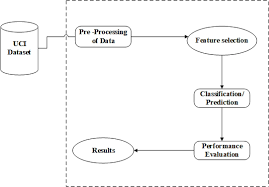 UCI
Dataset
Pre -Processing
of Data
Feature selection
Classification/
Prediction
Performance
Evaluation
Results